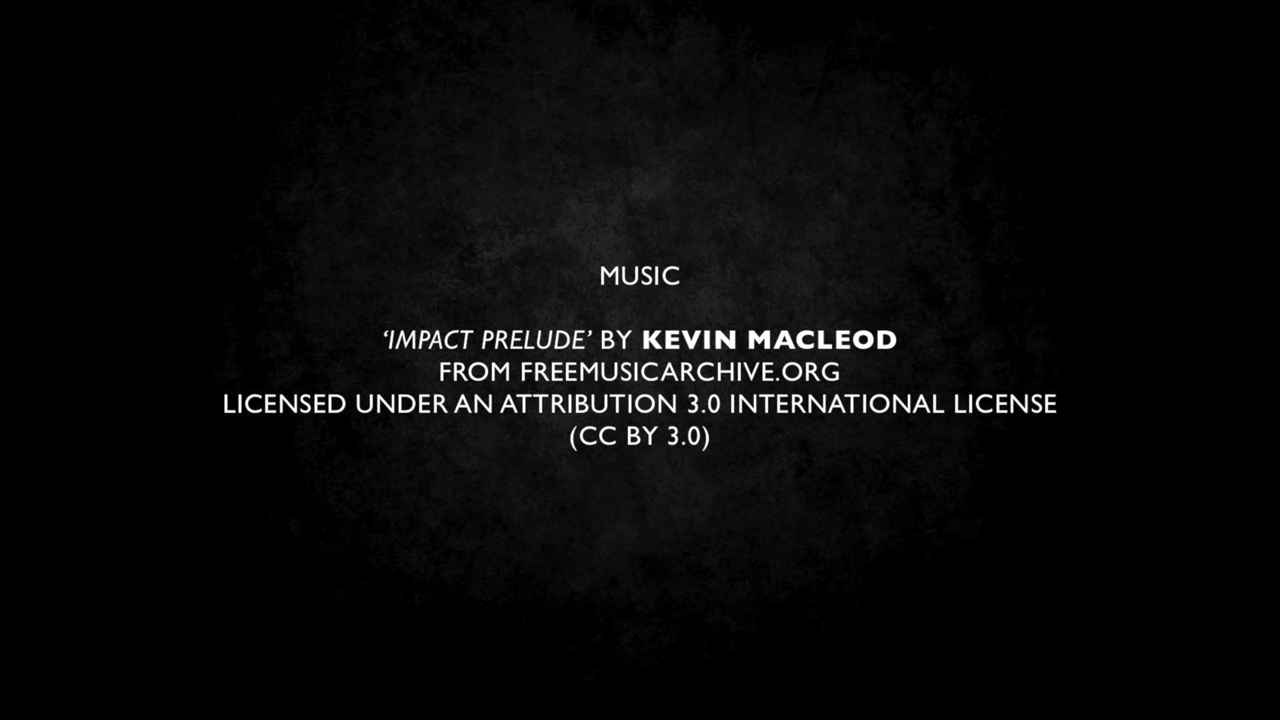 MUSIC
‘IMPACT PRELUDE’ BY KEVIN MACLEOD
FROM FREEMUSICARCHIVE.ORG
LICENSED UNDER AN ATTRIBUTION 3.0 INTERNATIONAL LICENSE
(CC BY 3.0)